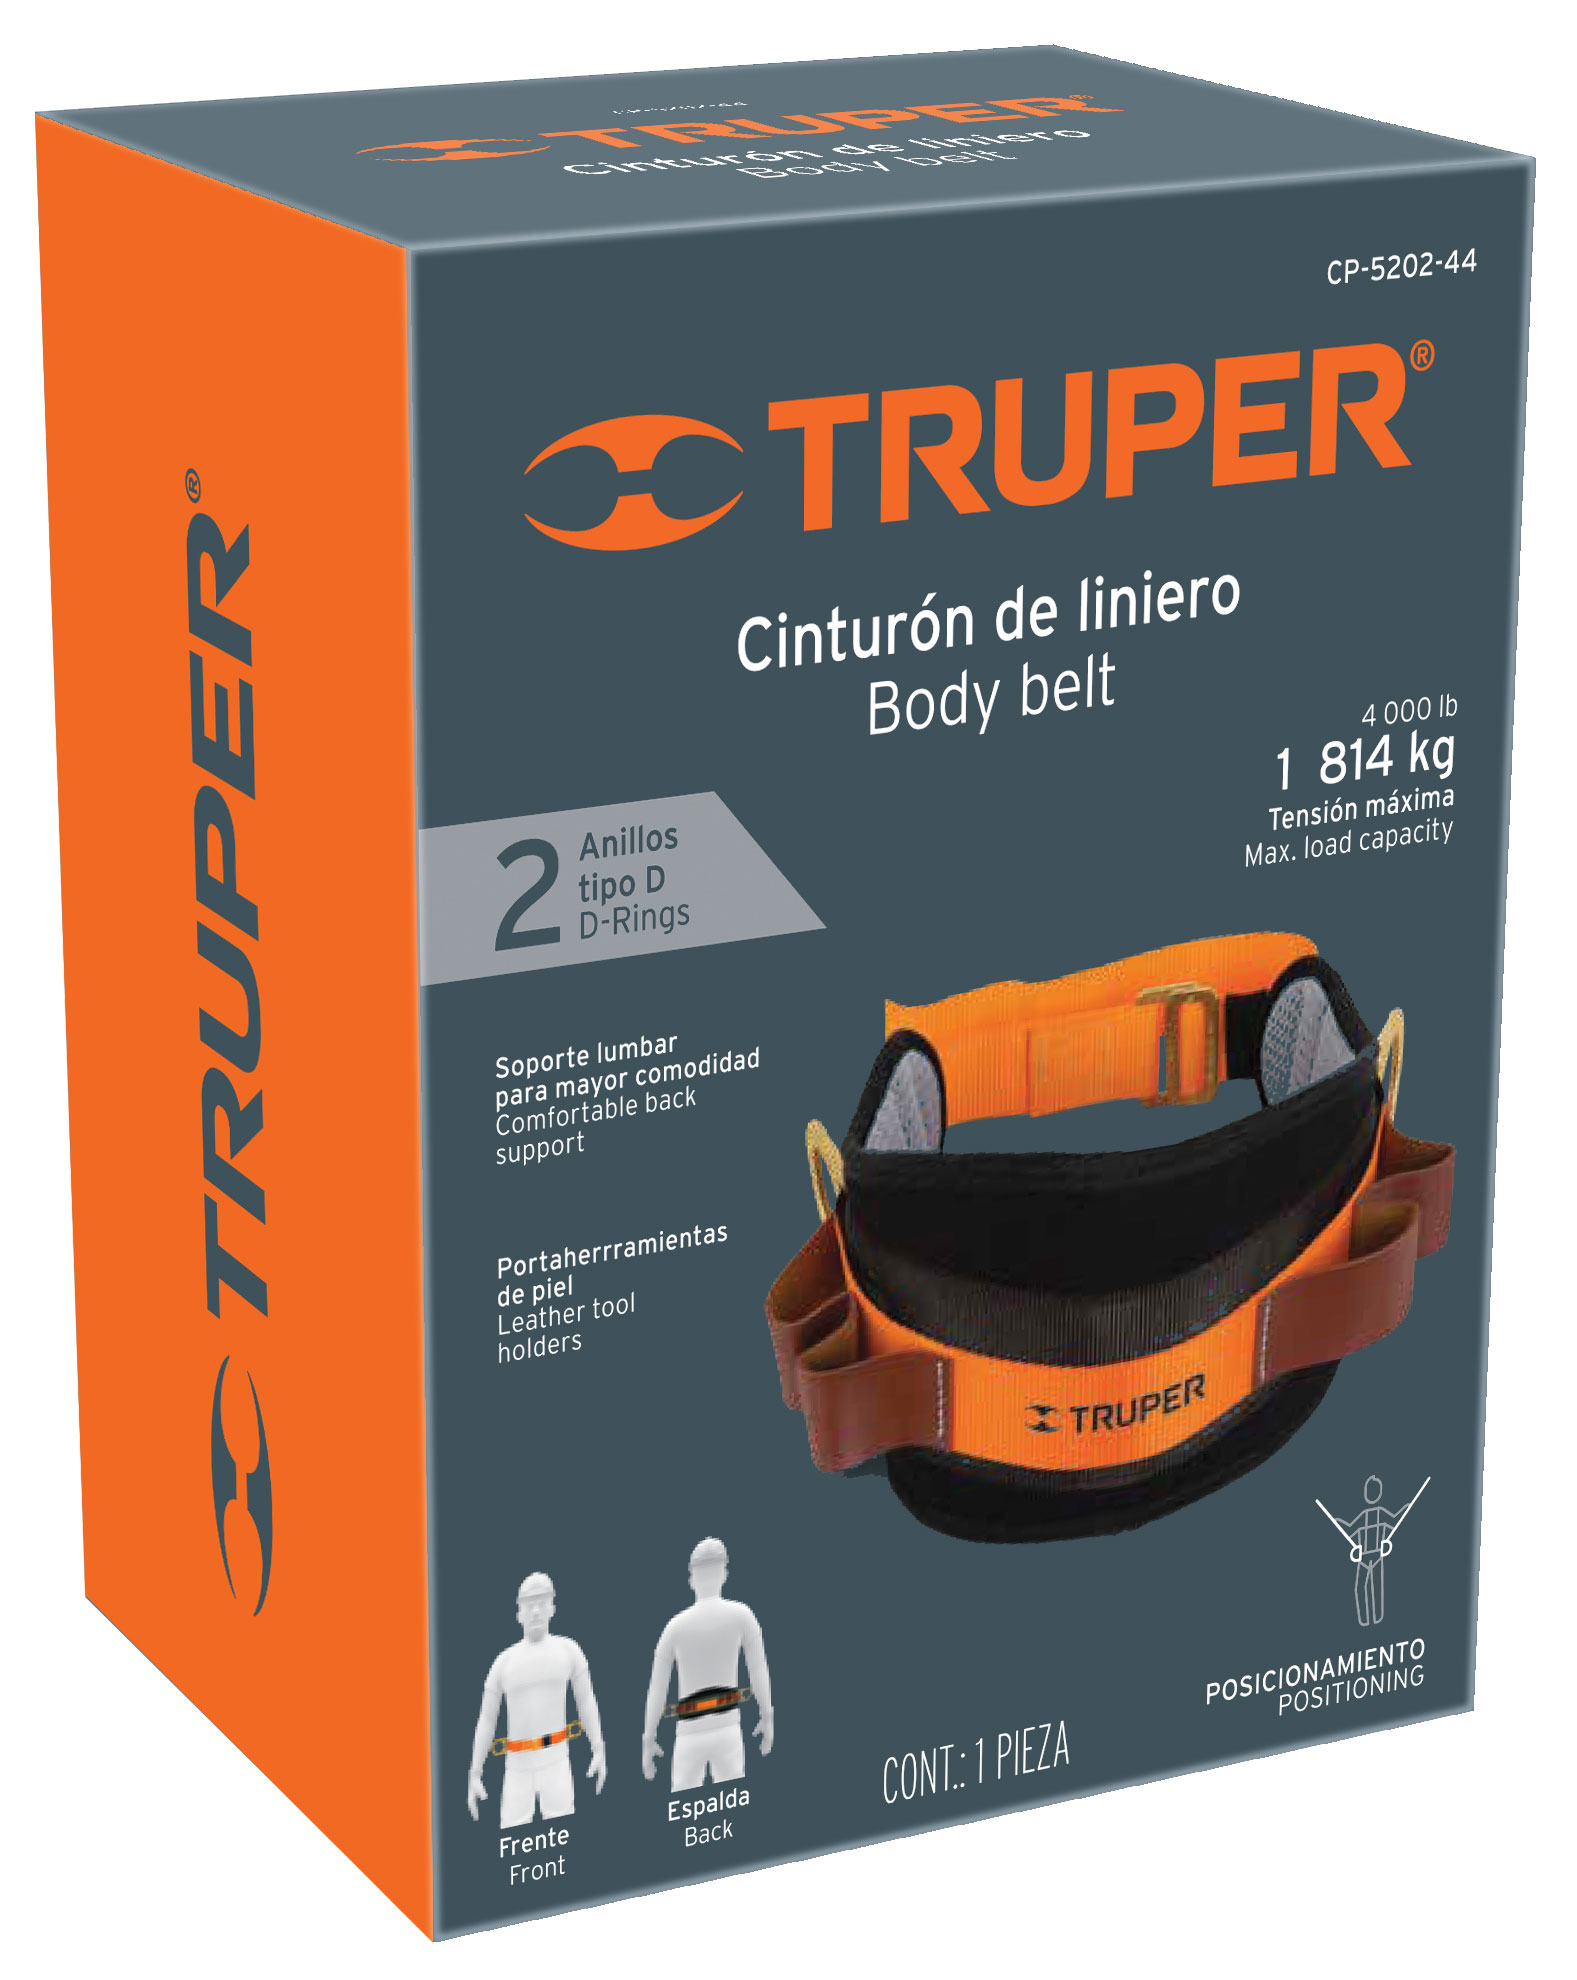 TRUPER®
Cinturón de liniero
Body belt
TRUPER®
CP-5202-44
TRUPER®
Cinturón de liniero
Body belt
4 000 lb
1 814 kg
Tensión máxima
Max. load capacity
2 Anillos
tipo D
D-Rings
Soporte lumbar
para mayor comodidad
Comfortable back
support
Portaherrramientas
de piel
Leather tool
holders
TRUPER
POSICIONAMIENTO
POSITIONING
CONT.: 1 PIEZA
Frente
Front
Espalda
Back